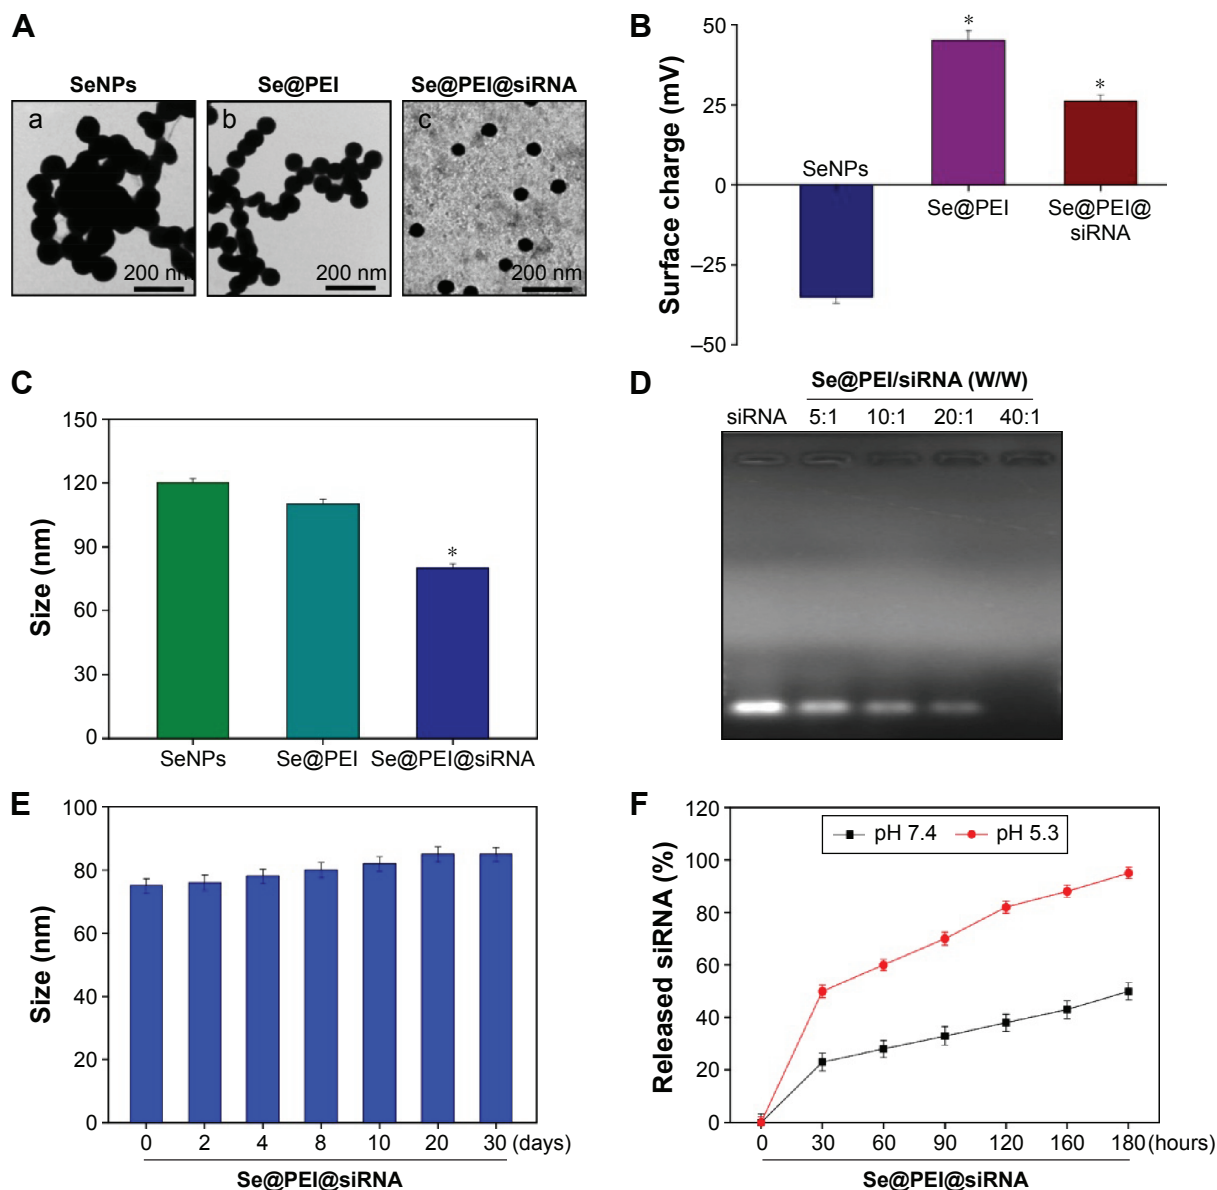 A
SeNPs
Se@PEI
Se@PEI@siRNA
a
b
c
200 nm
200 nm
200 nm
B
Surface charge (mV)
50
25
0
–25
–50
*
*
SeNPs
Se@PEI
Se@PEI@
siRNA
C
Size (nm)
150
120
90
60
30
0
*
SeNPs
Se@PEI
Se@PEI@siRNA
D
Se@PEI/siRNA (W/W)
siRNA 5:1 10:1 20:1 40:1
E
Size (nm)
100
80
60
40
20
0
0 2 4 8 10 20 30 (days)
Se@PEI@siRNA
F
Released siRNA (%)
120
100
80
60
40
20
0
pH 7.4 pH 5.3
0 30 60 90 120 160 180 (hours)
Se@PEI@siRNA